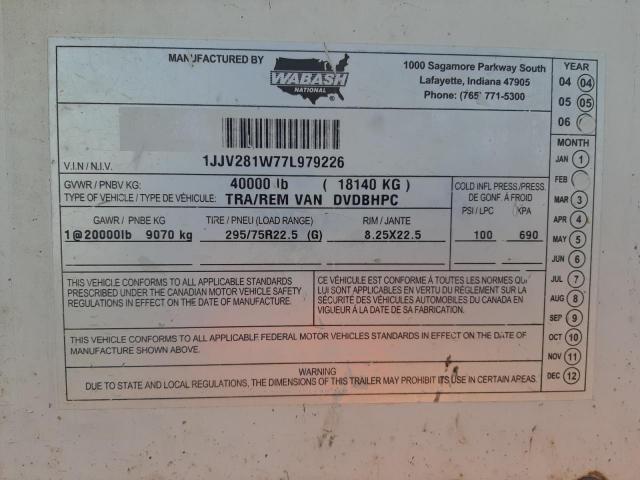 MANUFACTURED BY
WABASH
NATIONAL
1000 Sagamore Parkway South
Lafayette, Indiana 47905
Phone: (765 771-5300
V.I.N / N.I.V.
1JJV281W77L979226
GVWR / PNBV KG: 40000 lb ( 18140 KG )
TYPE OF VEHICLE / TYPE DE VÉHICULE: TRA/REM VAN DVDBHPC
COLD INFL PRESS/PRESS.
DE GONF. À FROID
PSI / LPC KPA
100 690
GAWR / PNBE KG TIRE / PNEU (LOAD RANGE) RIM / JANTE
1@20000lb 9070 kg 295/75R22.5 (G) 8.25X22.5
THIS VEHICLE CONFORMS TO ALL APPLICABLE STANDARDS
PRESCRIBED UNDER THE CANADIAN MOTOR VEHICLE SAFETY
REGULATIONS IN EFFECT ON THE DATE OF MANUFACTURE.
CE VÉHICULE EST CONFORME À TOUTES LES NORMES QUI
LUI SONT APPLICABLES EN VERTU DU RÈGLEMENT SUR LA
SÉCURITÉ DES VÉHICULES AUTOMOBILES DU CANADA EN
VIGUEUR À LA DATE DE SA FABRICATION.
THIS VEHICLE CONFORMS TO ALL APPLICABLE FEDERAL MOTOR VEHICLES STANDARDS IN EFFECT ON THE DATE OF
MANUFACTURE SHOWN ABOVE.
WARNING
DUE TO STATE AND LOCAL REGULATIONS, THE DIMENSIONS OF THIS TRAILER MAY PROHIBIT ITS USE IN CERTAIN AREAS.
YEAR
04 04
05 05
06
MONTH
JAN 1
FEB
MAR 3
APR 4
MAY 5
JUN 6
JUL 7
AUG 8
SEP 9
OCT 10
NOV 11
DEC 12